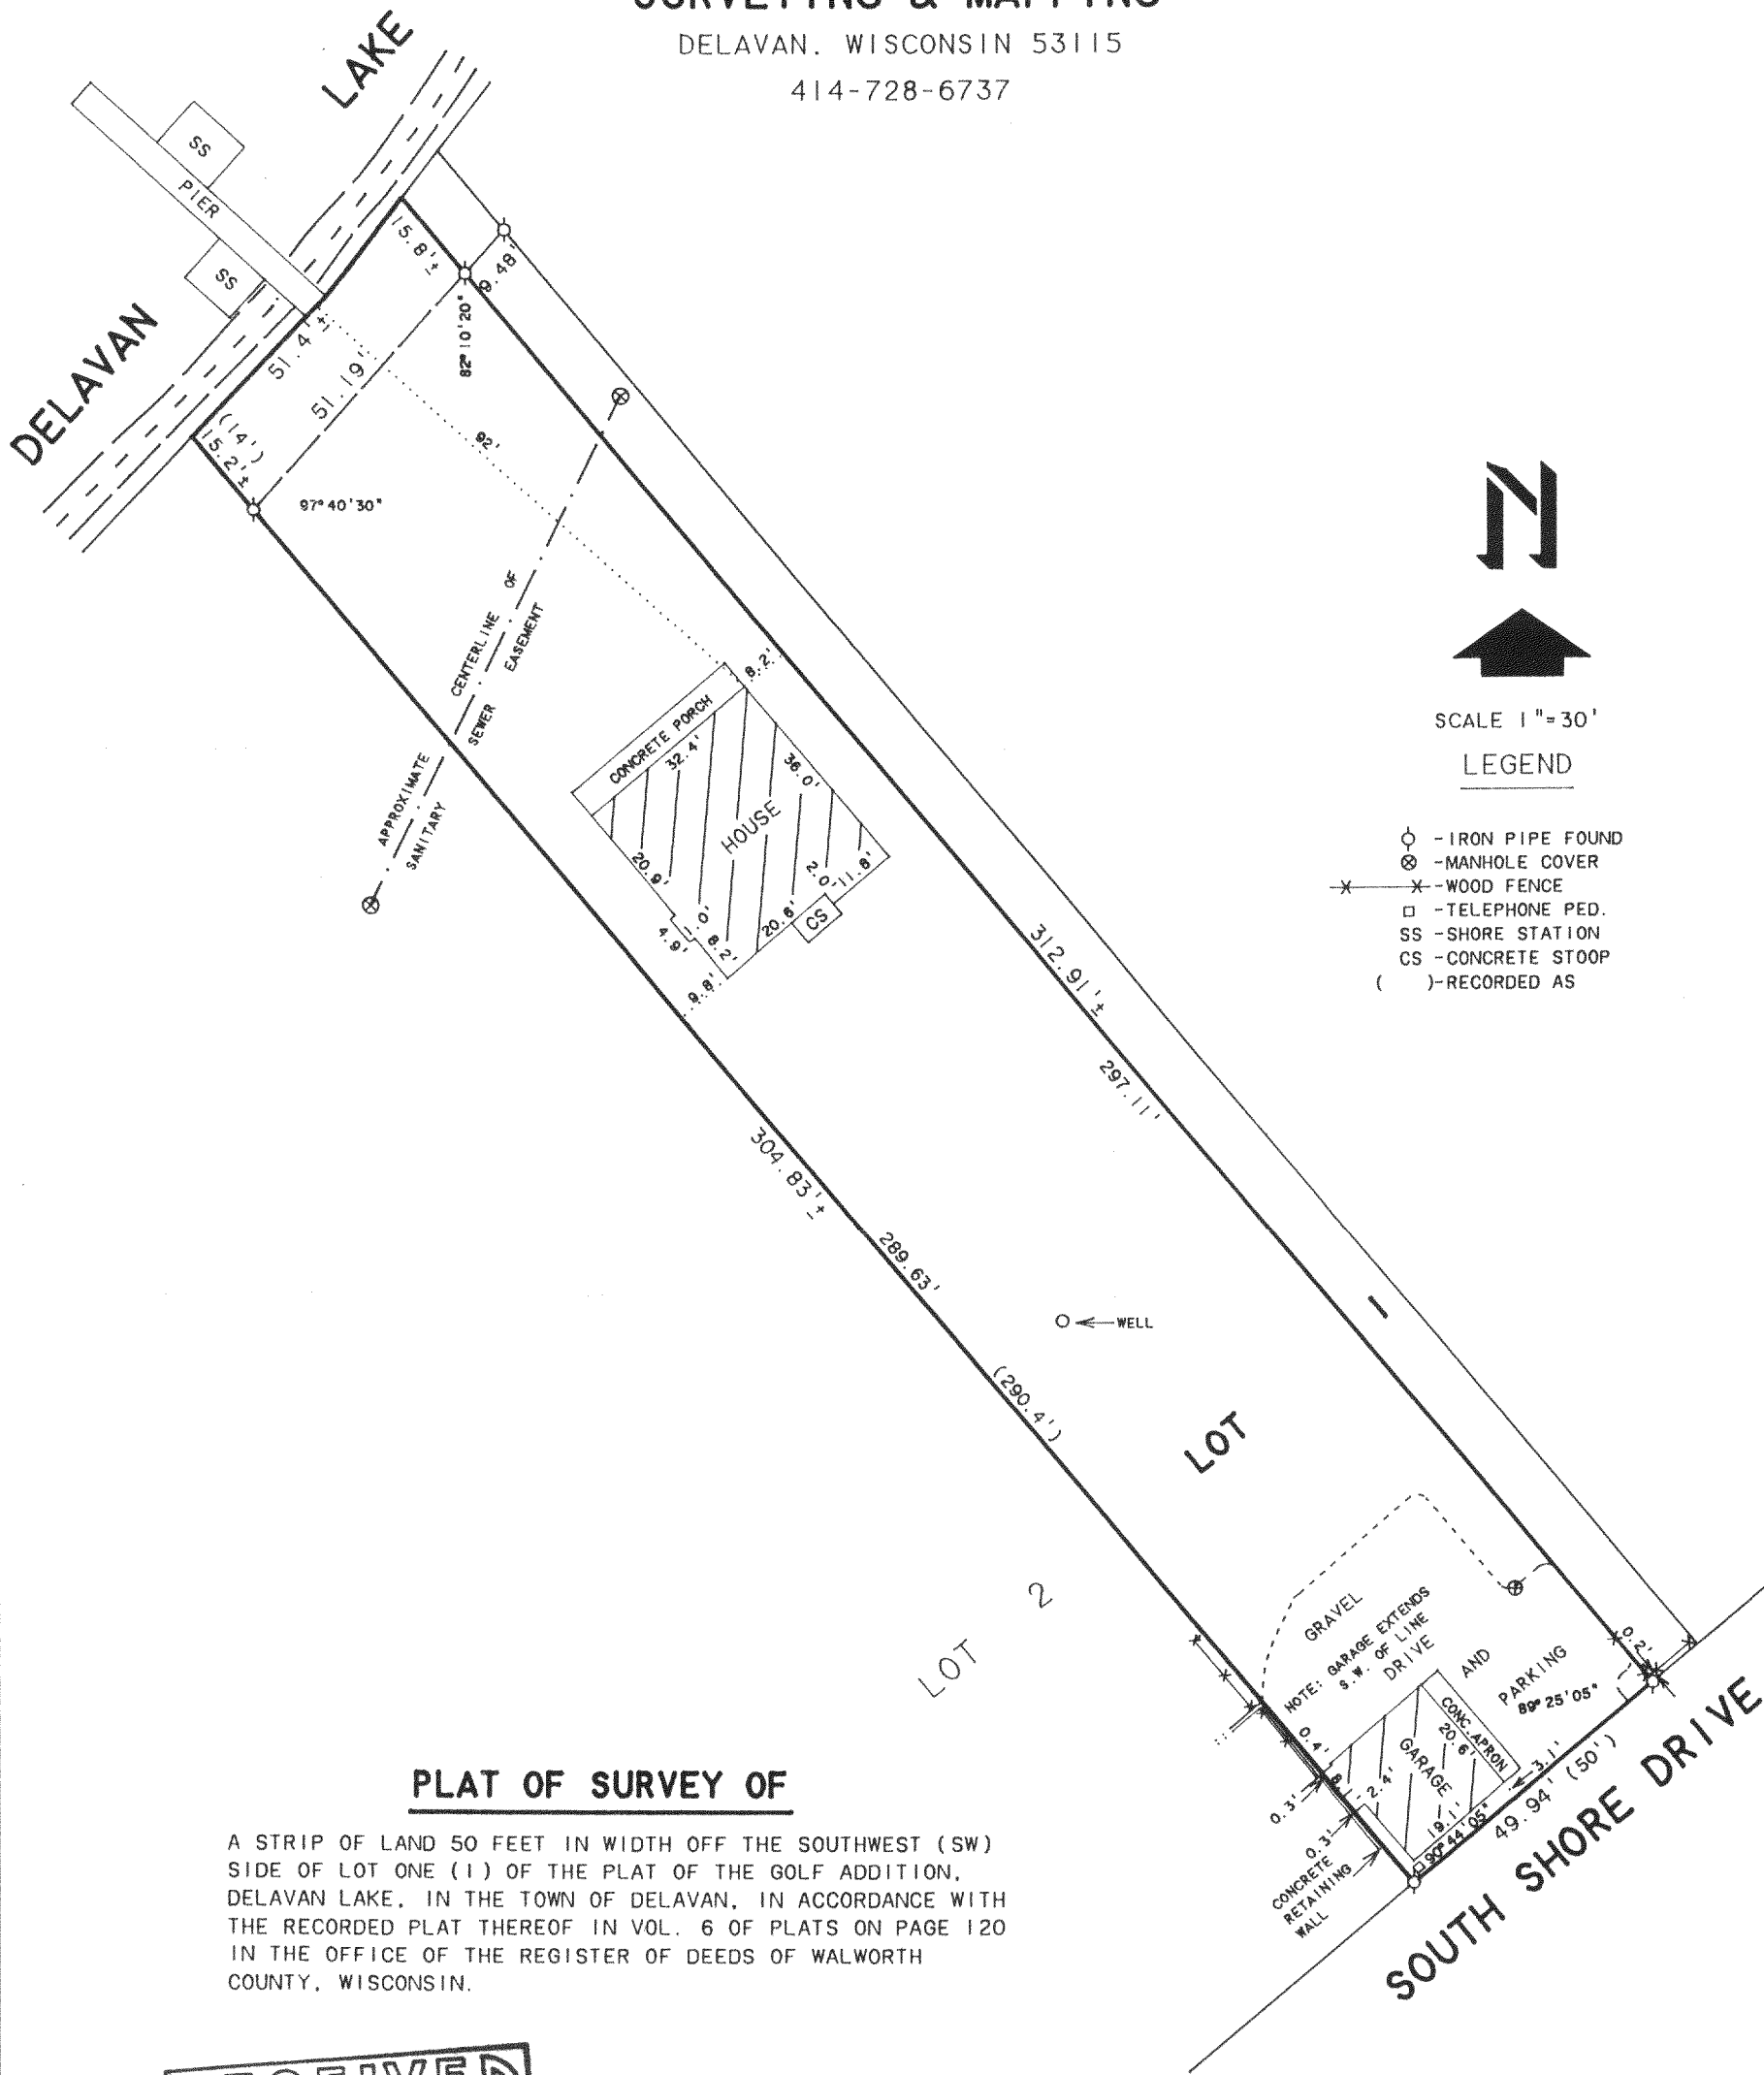 SURVEYING & MAPPING
DELAVAN. WISCONSIN 53115
414-728-6737
LAKE
DELAVAN
SS
PIER
SS
15.8'±
9.48'
82°10'20"
51.4'±
51.19'
(14')
15.2'±
97°40'30"
92'
APPROXIMATE CENTERLINE OF
SANITARY SEWER EASEMENT
8.2'
CONCRETE PORCH
32.4'
36.0'
HOUSE
20.9'
2.0'
11.8'
1.0'
4.9'
8.2'
20.6'
CS
9.8'
N
SCALE 1"=30'
LEGEND
-IRON PIPE FOUND
-MANHOLE COVER
X X-WOOD FENCE
-TELEPHONE PED.
SS -SHORE STATION
CS -CONCRETE STOOP
( )-RECORDED AS
312.91'±
297.11'
304.83'±
289.63'
WELL
(290.4')
LOT 1
LOT 2
GRAVEL
DRIVE
AND
PARKING
NOTE: GARAGE EXTENDS
S.W. OF LINE
0.2'
89°25'05"
CONC. APRON
20.6'
GARAGE
0.4'
2.4'
0.3'
3.1'
19.1'
0.3'
90°44'05"
49.94' (50')
CONCRETE
RETAINING
WALL
SOUTH SHORE DRIVE
PLAT OF SURVEY OF
A STRIP OF LAND 50 FEET IN WIDTH OFF THE SOUTHWEST (SW)
SIDE OF LOT ONE (1) OF THE PLAT OF THE GOLF ADDITION,
DELAVAN LAKE, IN THE TOWN OF DELAVAN, IN ACCORDANCE WITH
THE RECORDED PLAT THEREOF IN VOL. 6 OF PLATS ON PAGE 120
IN THE OFFICE OF THE REGISTER OF DEEDS OF WALWORTH
COUNTY, WISCONSIN.
RECEIVED